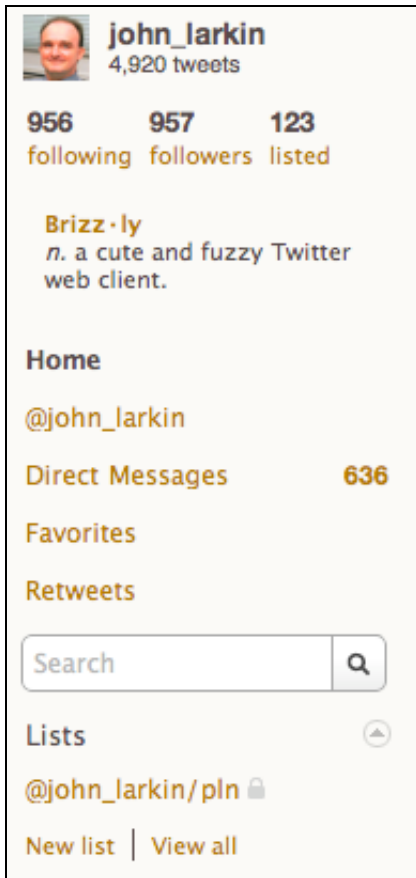 john_larkin
4,920 tweets
956 957 123
following followers listed
Brizz·ly
n. a cute and fuzzy Twitter
web client.
Home
@john_larkin
Direct Messages 636
Favorites
Retweets
Search
Lists
@john_larkin/pln
New list | View all